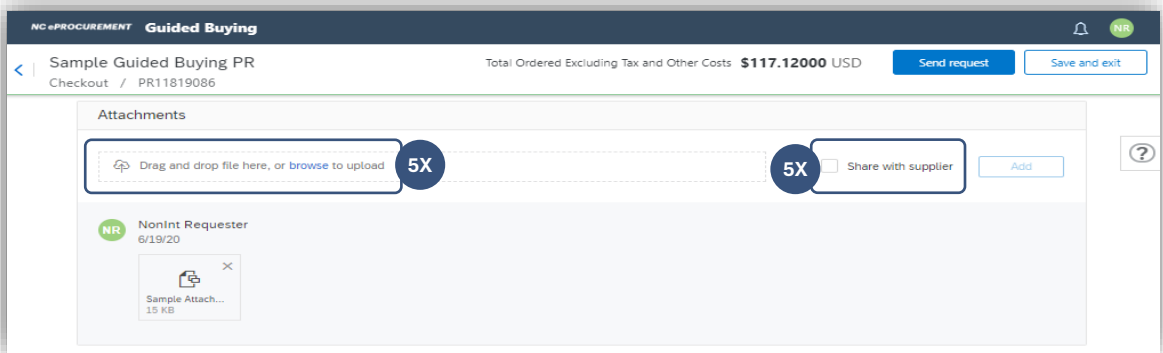 NC ePROCUREMENT Guided Buying NR
Sample Guided Buying PR Total Ordered Excluding Tax and Other Costs $117.12000 USD Send request Save and exit
Checkout / PR11819086
Attachments
Drag and drop file here, or browse to upload 5X 5X Share with supplier Add
?
NR NonInt Requester
6/19/20
Sample Attach...
15 KB